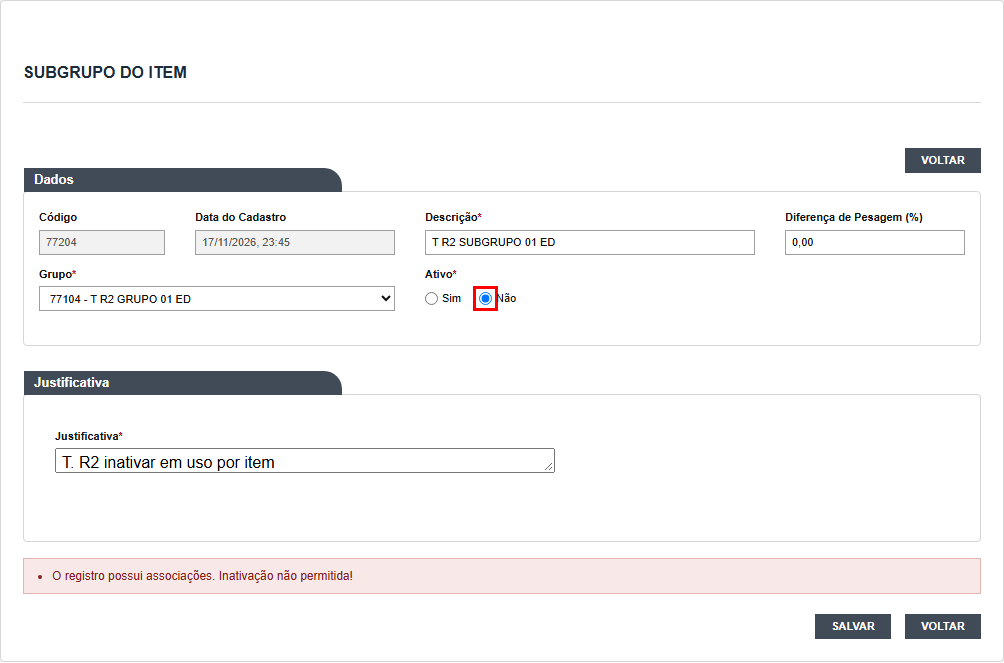 SUBGRUPO DO ITEM
VOLTAR
Dados
Código Data do Cadastro Descrição* Diferença de Pesagem (%)
77204 17/11/2026, 23:45 T R2 SUBGRUPO 01 ED 0,00
Grupo* Ativo*
77104 - T R2 GRUPO 01 ED Sim Não
Justificativa
Justificativa*
T. R2 inativar em uso por item
• O registro possui associações. Inativação não permitida!
SALVAR VOLTAR